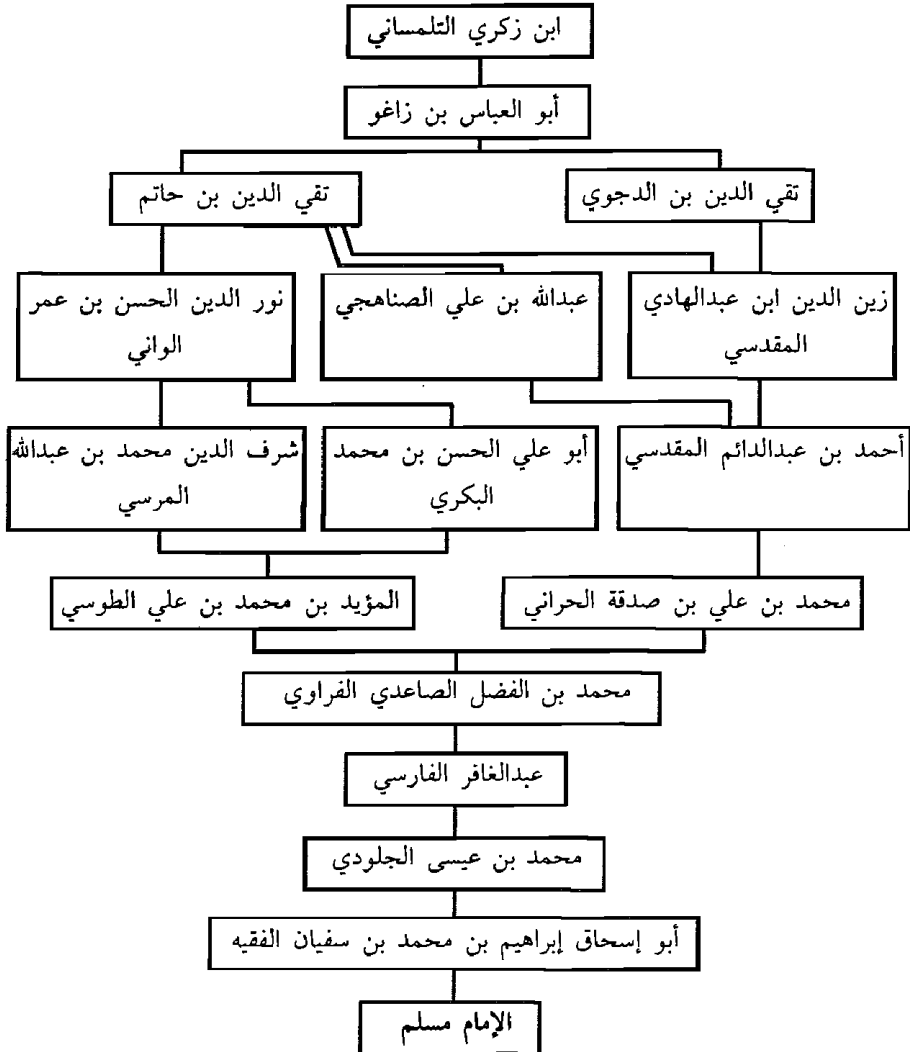 ابن زكري التلمساني
أبو العباس بن زاغو
تقي الدين بن الدجوي
تقي الدين بن حاتم
زين الدين ابن عبدالهادي
المقدسي
عبدالله بن علي الصناهجي
نور الدين الحسن بن عمر
الواني
أحمد بن عبدالدائم المقدسي
أبو علي الحسن بن محمد
البكري
شرف الدين محمد بن عبدالله
المرسي
محمد بن علي بن صدقة الحراني
المؤيد بن محمد بن علي الطوسي
محمد بن الفضل الصاعدي الفراوي
عبدالغافر الفارسي
محمد بن عيسى الجلودي
أبو إسحاق إبراهيم بن محمد بن سفيان الفقيه
الإمام مسلم